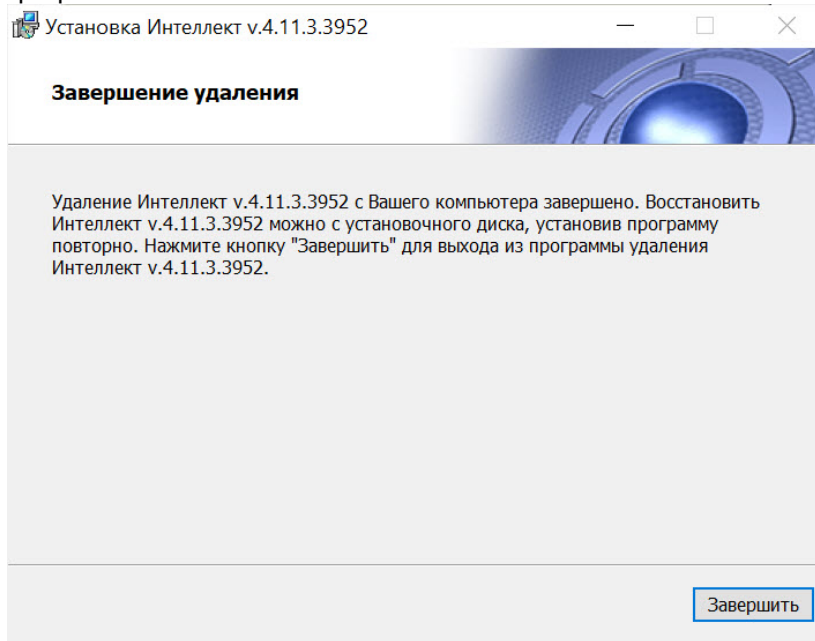 Установка Интеллект v.4.11.3.3952
Завершение удаления
Удаление Интеллект v.4.11.3.3952 с Вашего компьютера завершено. Восстановить
Интеллект v.4.11.3.3952 можно с установочного диска, установив программу
повторно. Нажмите кнопку "Завершить" для выхода из программы удаления
Интеллект v.4.11.3.3952.
Завершить